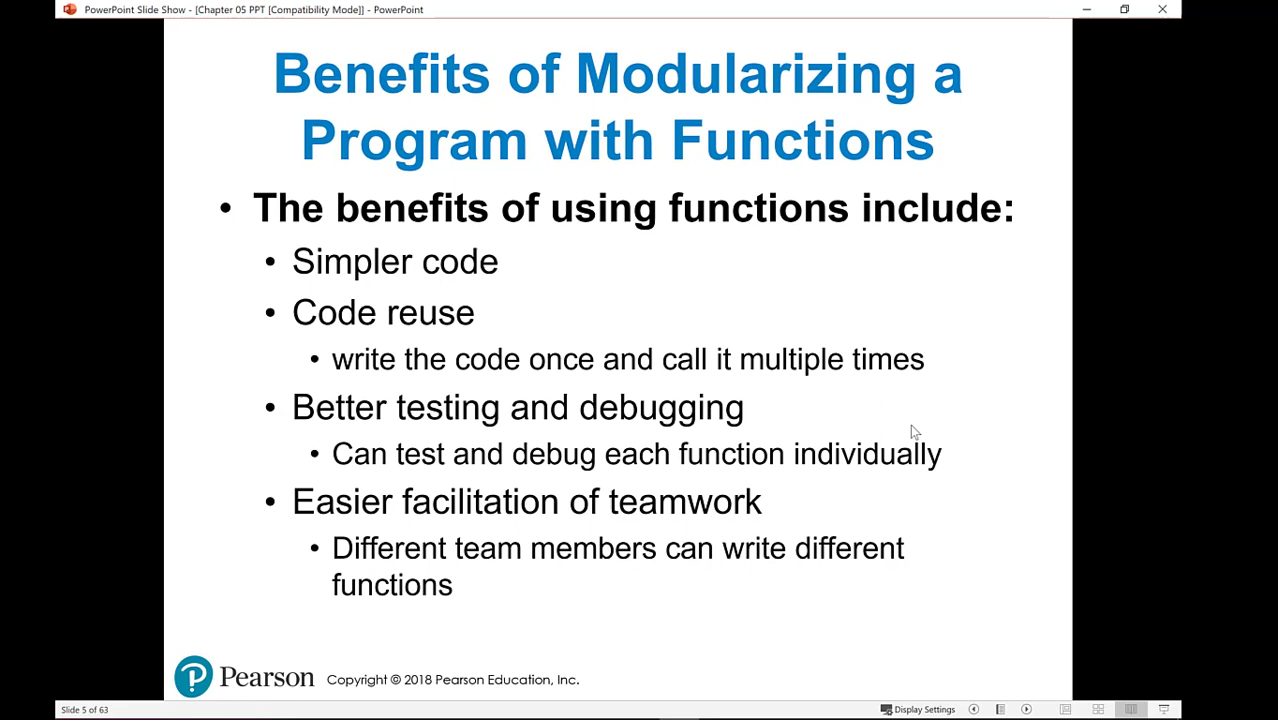 PowerPoint Slide Show - [Chapter 05 PPT [Compatibility Mode]] - PowerPoint
Benefits of Modularizing a
Program with Functions
• The benefits of using functions include:
• Simpler code
• Code reuse
• write the code once and call it multiple times
• Better testing and debugging
• Can test and debug each function individually
• Easier facilitation of teamwork
• Different team members can write different
functions
Pearson Copyright © 2018 Pearson Education, Inc.
Slide 5 of 63 Display Settings